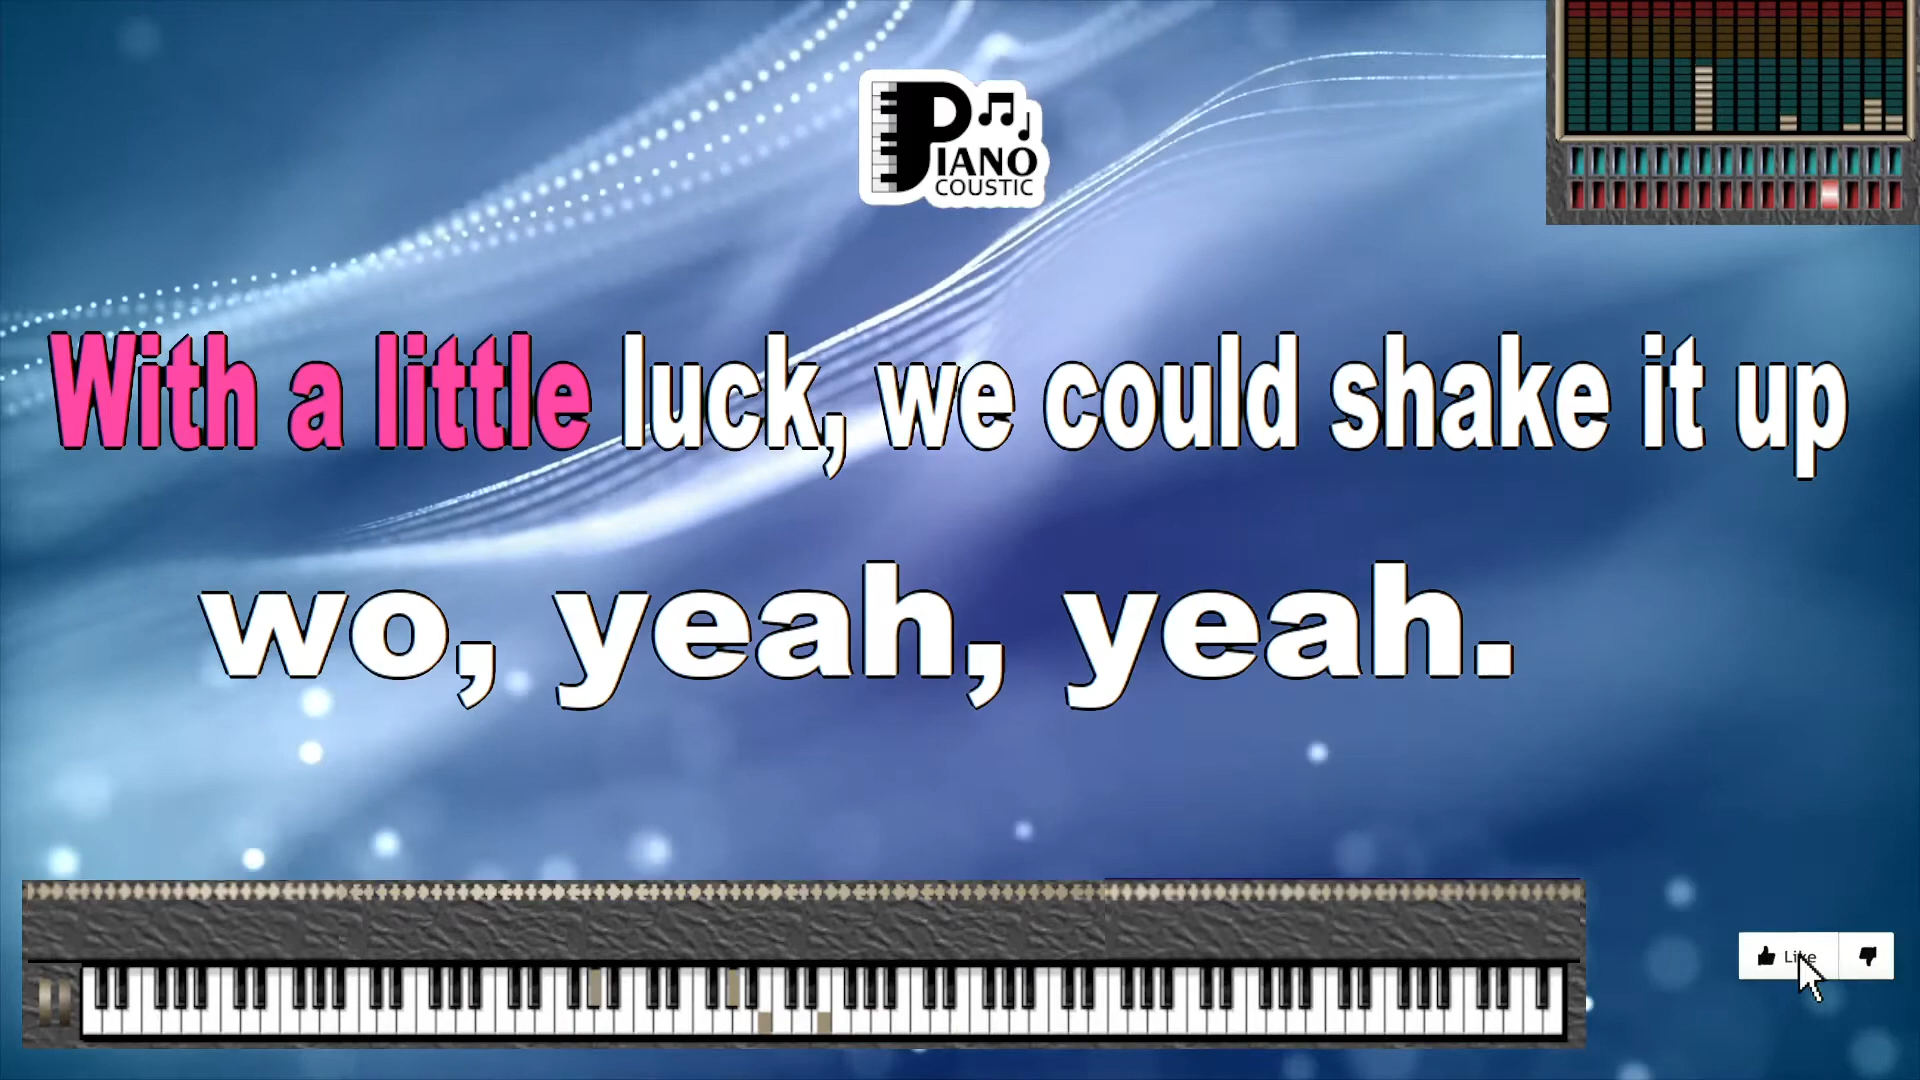 PIANO
COUSTIC
With a little luck, we could shake it up
wo, yeah, yeah.
Like